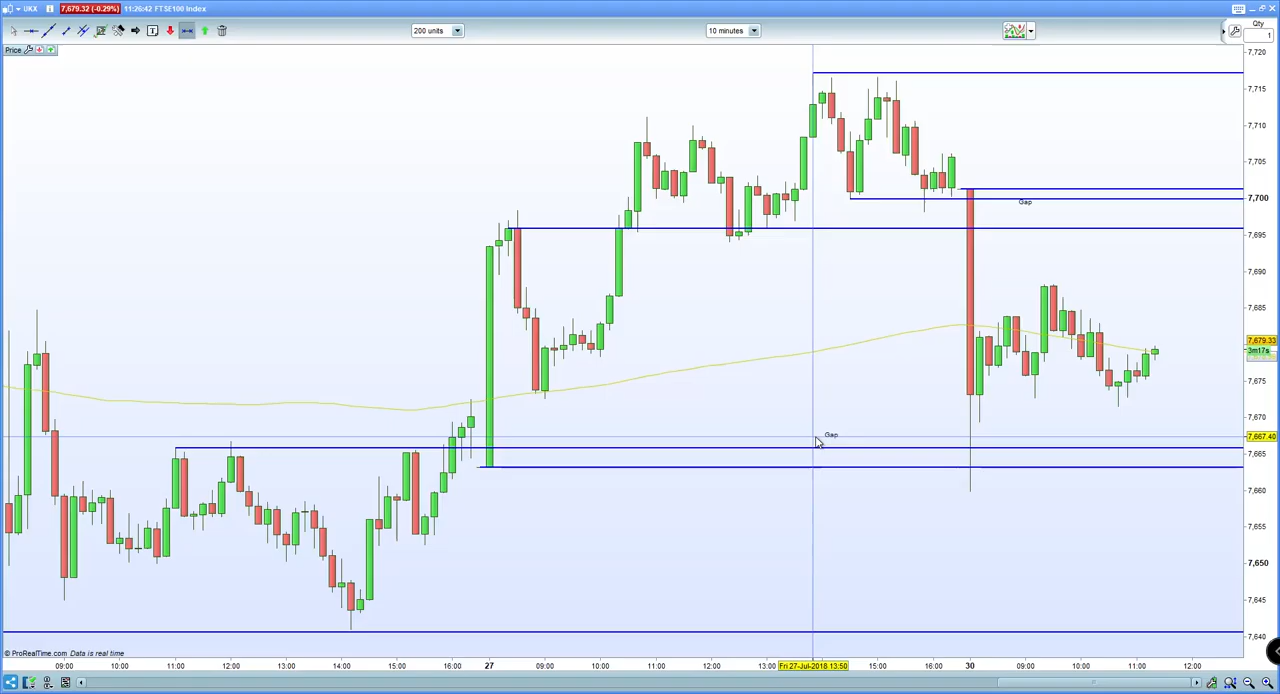 UKX 7,679.32 (-0.29%) 11:26:42 FTSE100 Index
200 units 10 minutes Qty
1
Price
7,720
7,715
7,710
7,705
7,700
Gap
7,695
7,690
7,685
7,679.33
3m17s
7,675
7,670
Gap
7,667.40
7,665
7,660
7,655
7,650
7,645
7,640
© ProRealTime.com Data is real time
09:00 10:00 11:00 12:00 13:00 14:00 15:00 16:00 27 09:00 10:00 11:00 12:00 13:00 Fri 27-Jul-2018 13:50 15:00 16:00 30 09:00 10:00 11:00 12:00